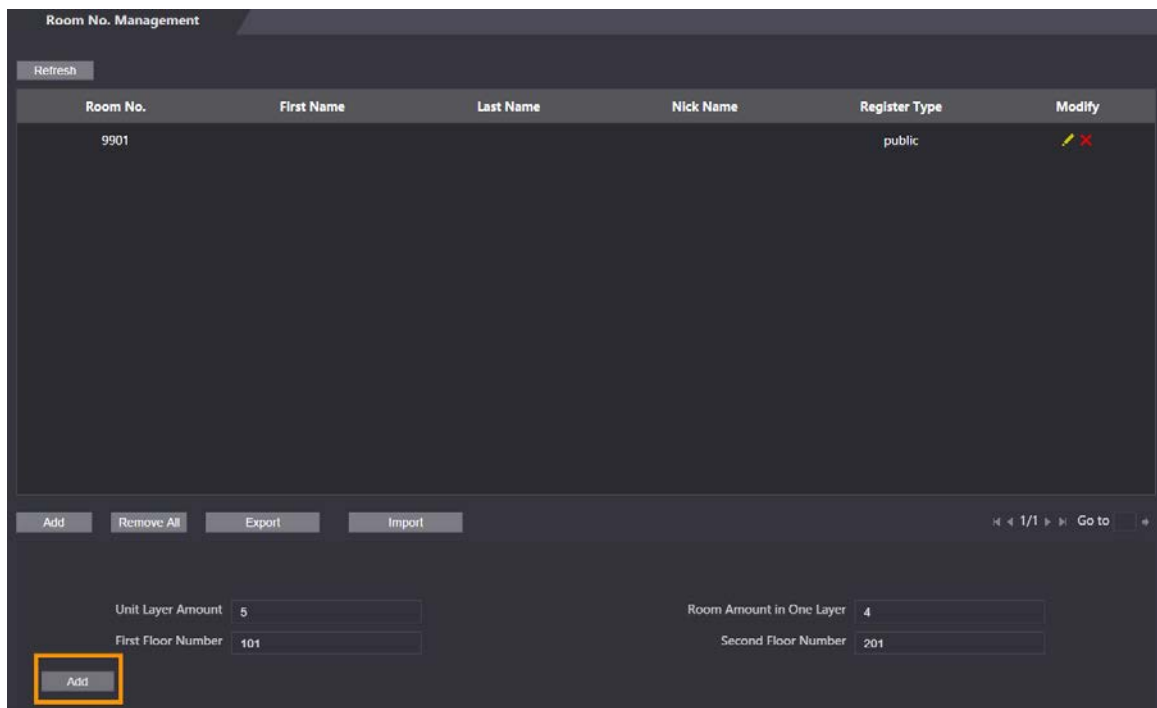 Room No. Management
Refresh
Room No. First Name Last Name Nick Name Register Type Modify
9901 public
Add Remove All Export Import 1/1 Go to
Unit Layer Amount 5 Room Amount in One Layer 4
First Floor Number 101 Second Floor Number 201
Add